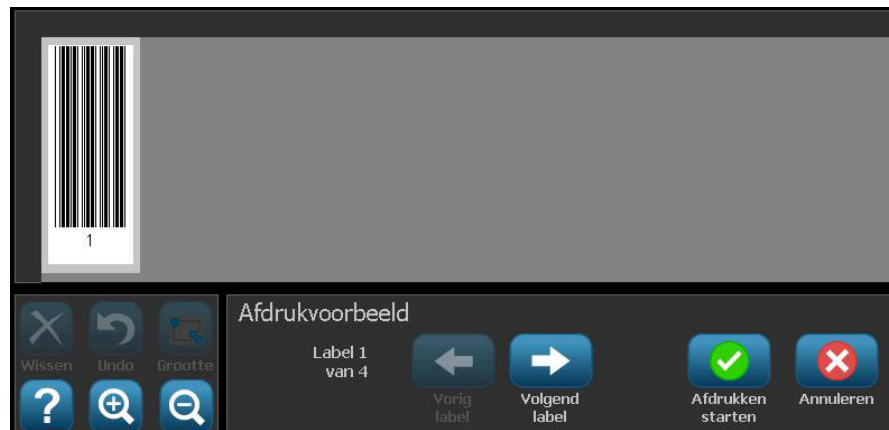 1
Wissen
Undo
Grootte
?
Afdrukvoorbeeld
Label 1
van 4
Vorig
label
Volgend
label
Afdrukken
starten
Annuleren